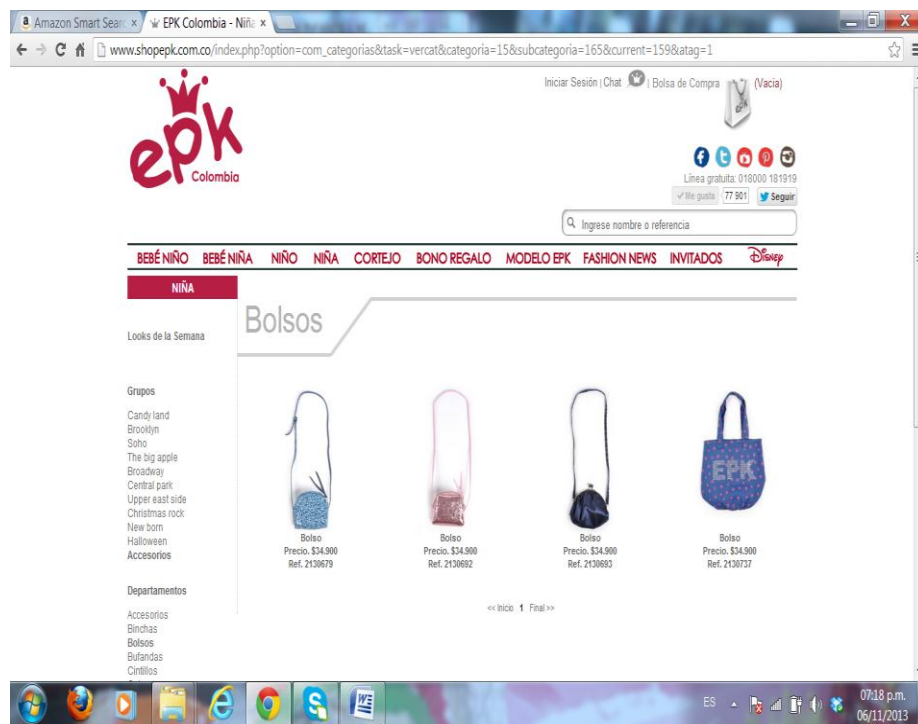 Amazon Smart Searc
EPK Colombia - Niña
www.shopepk.com.co/index.php?option=com_categorias&task=vercat&categoria=15&subcategoria=165&current=159&atag=1
Iniciar Sesión | Chat | Bolsa de Compra (Vacia)
epk
Colombia
Línea gratuita: 018000 181919
Me gusta 77 901 Seguir
Ingrese nombre o referencia
BEBÉ NIÑO BEBÉ NIÑA NIÑO NIÑA CORTEJO BONO REGALO MODELO EPK FASHION NEWS INVITADOS Disney
NIÑA
Bolsos
Looks de la Semana
Grupos
Candy land
Brooklyn
Soho
The big apple
Broadway
Central park
Upper east side
Christmas rock
New born
Halloween
Accesorios
Departamentos
Accesorios
Binchas
Bolsos
Bufandas
Cintillos
EPK
Bolso
Precio. $34.900
Ref. 2130679
Bolso
Precio. $34.900
Ref. 2130692
Bolso
Precio. $34.900
Ref. 2130693
Bolso
Precio. $34.900
Ref. 2130737
<< Inicio 1 Final >>
ES
07:18 p.m.
06/11/2013